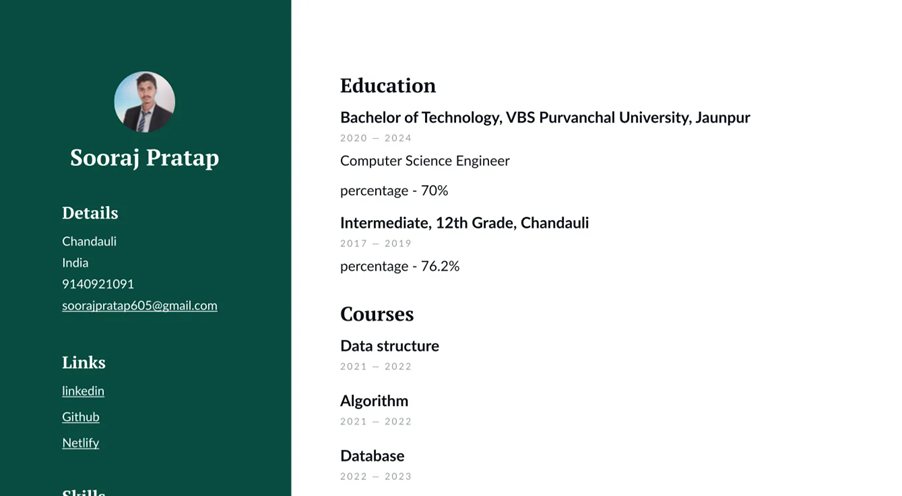 Sooraj Pratap
Details
Chandauli
India
9140921091
soorajpratap605@gmail.com
Links
linkedin
Github
Netlify
Skills
Education
Bachelor of Technology, VBS Purvanchal University, Jaunpur
2020 — 2024
Computer Science Engineer
percentage - 70%
Intermediate, 12th Grade, Chandauli
2017 — 2019
percentage - 76.2%
Courses
Data structure
2021 — 2022
Algorithm
2021 — 2022
Database
2022 — 2023